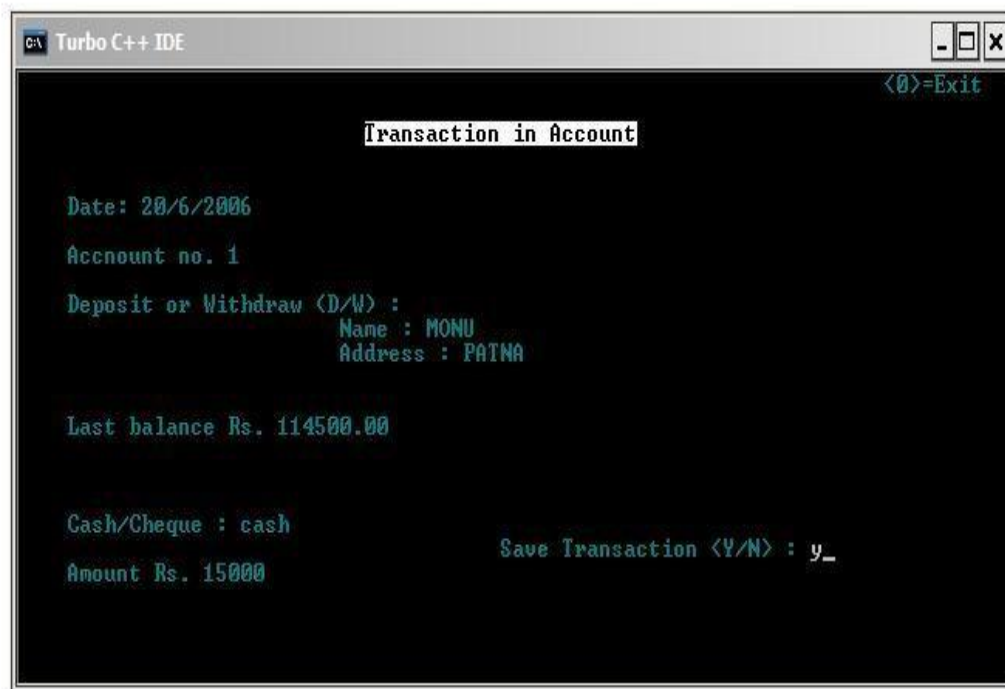 Turbo C++ IDE
<0>=Exit
Transaction in Account
Date: 20/6/2006
Accnount no. 1
Deposit or Withdraw (D/W) :
Name : MONU
Address : PATNA
Last balance Rs. 114500.00
Cash/Cheque : cash
Save Transaction <Y/N> : y_
Amount Rs. 15000